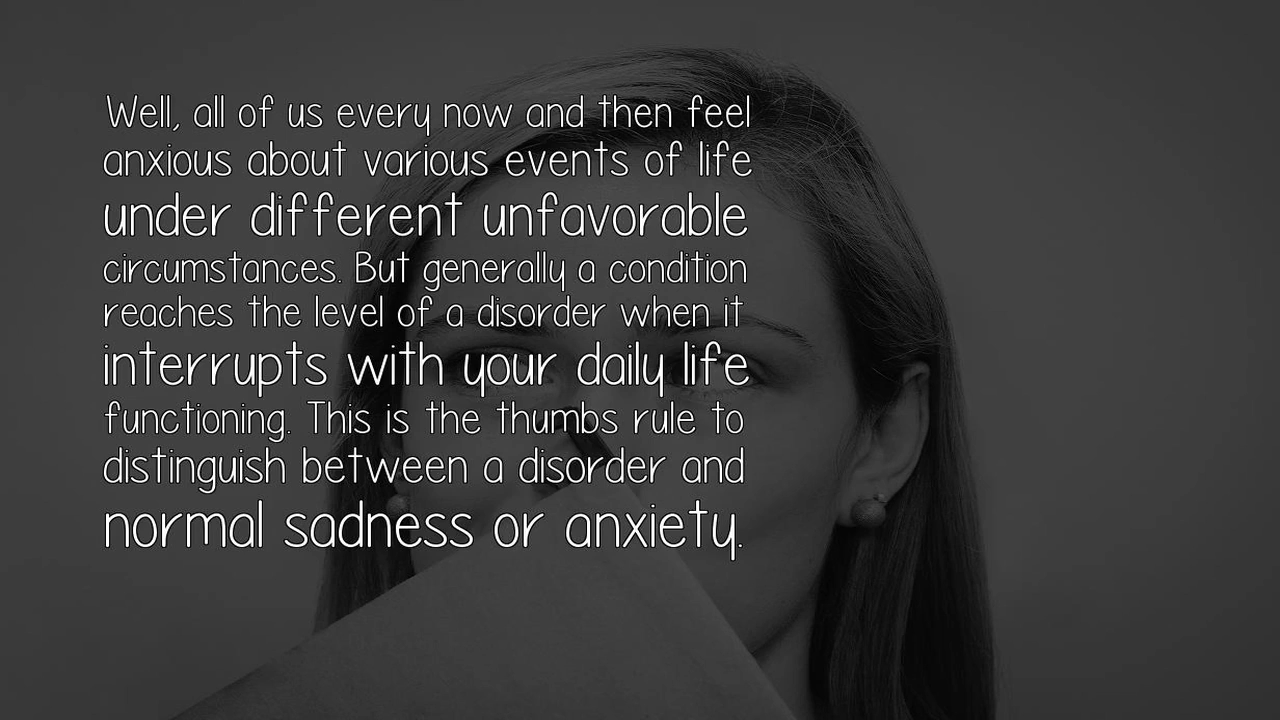 Well, all of us every now and then feel
anxious about various events of life
under different unfavorable
circumstances. But generally a condition
reaches the level of a disorder when it
interrupts with your daily life
functioning. This is the thumbs rule to
distinguish between a disorder and
normal sadness or anxiety.